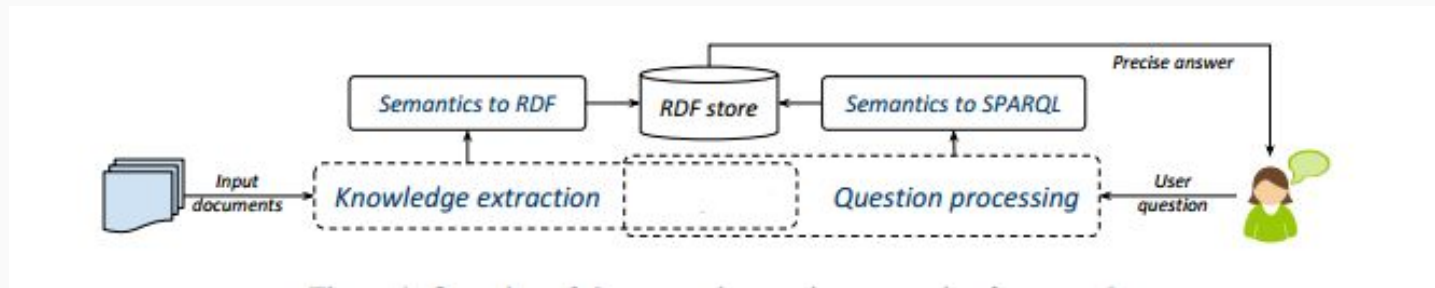 Precise answer
Semantics to RDF
RDF store
Semantics to SPARQL
Input
documents
Knowledge extraction
Question processing
User
question